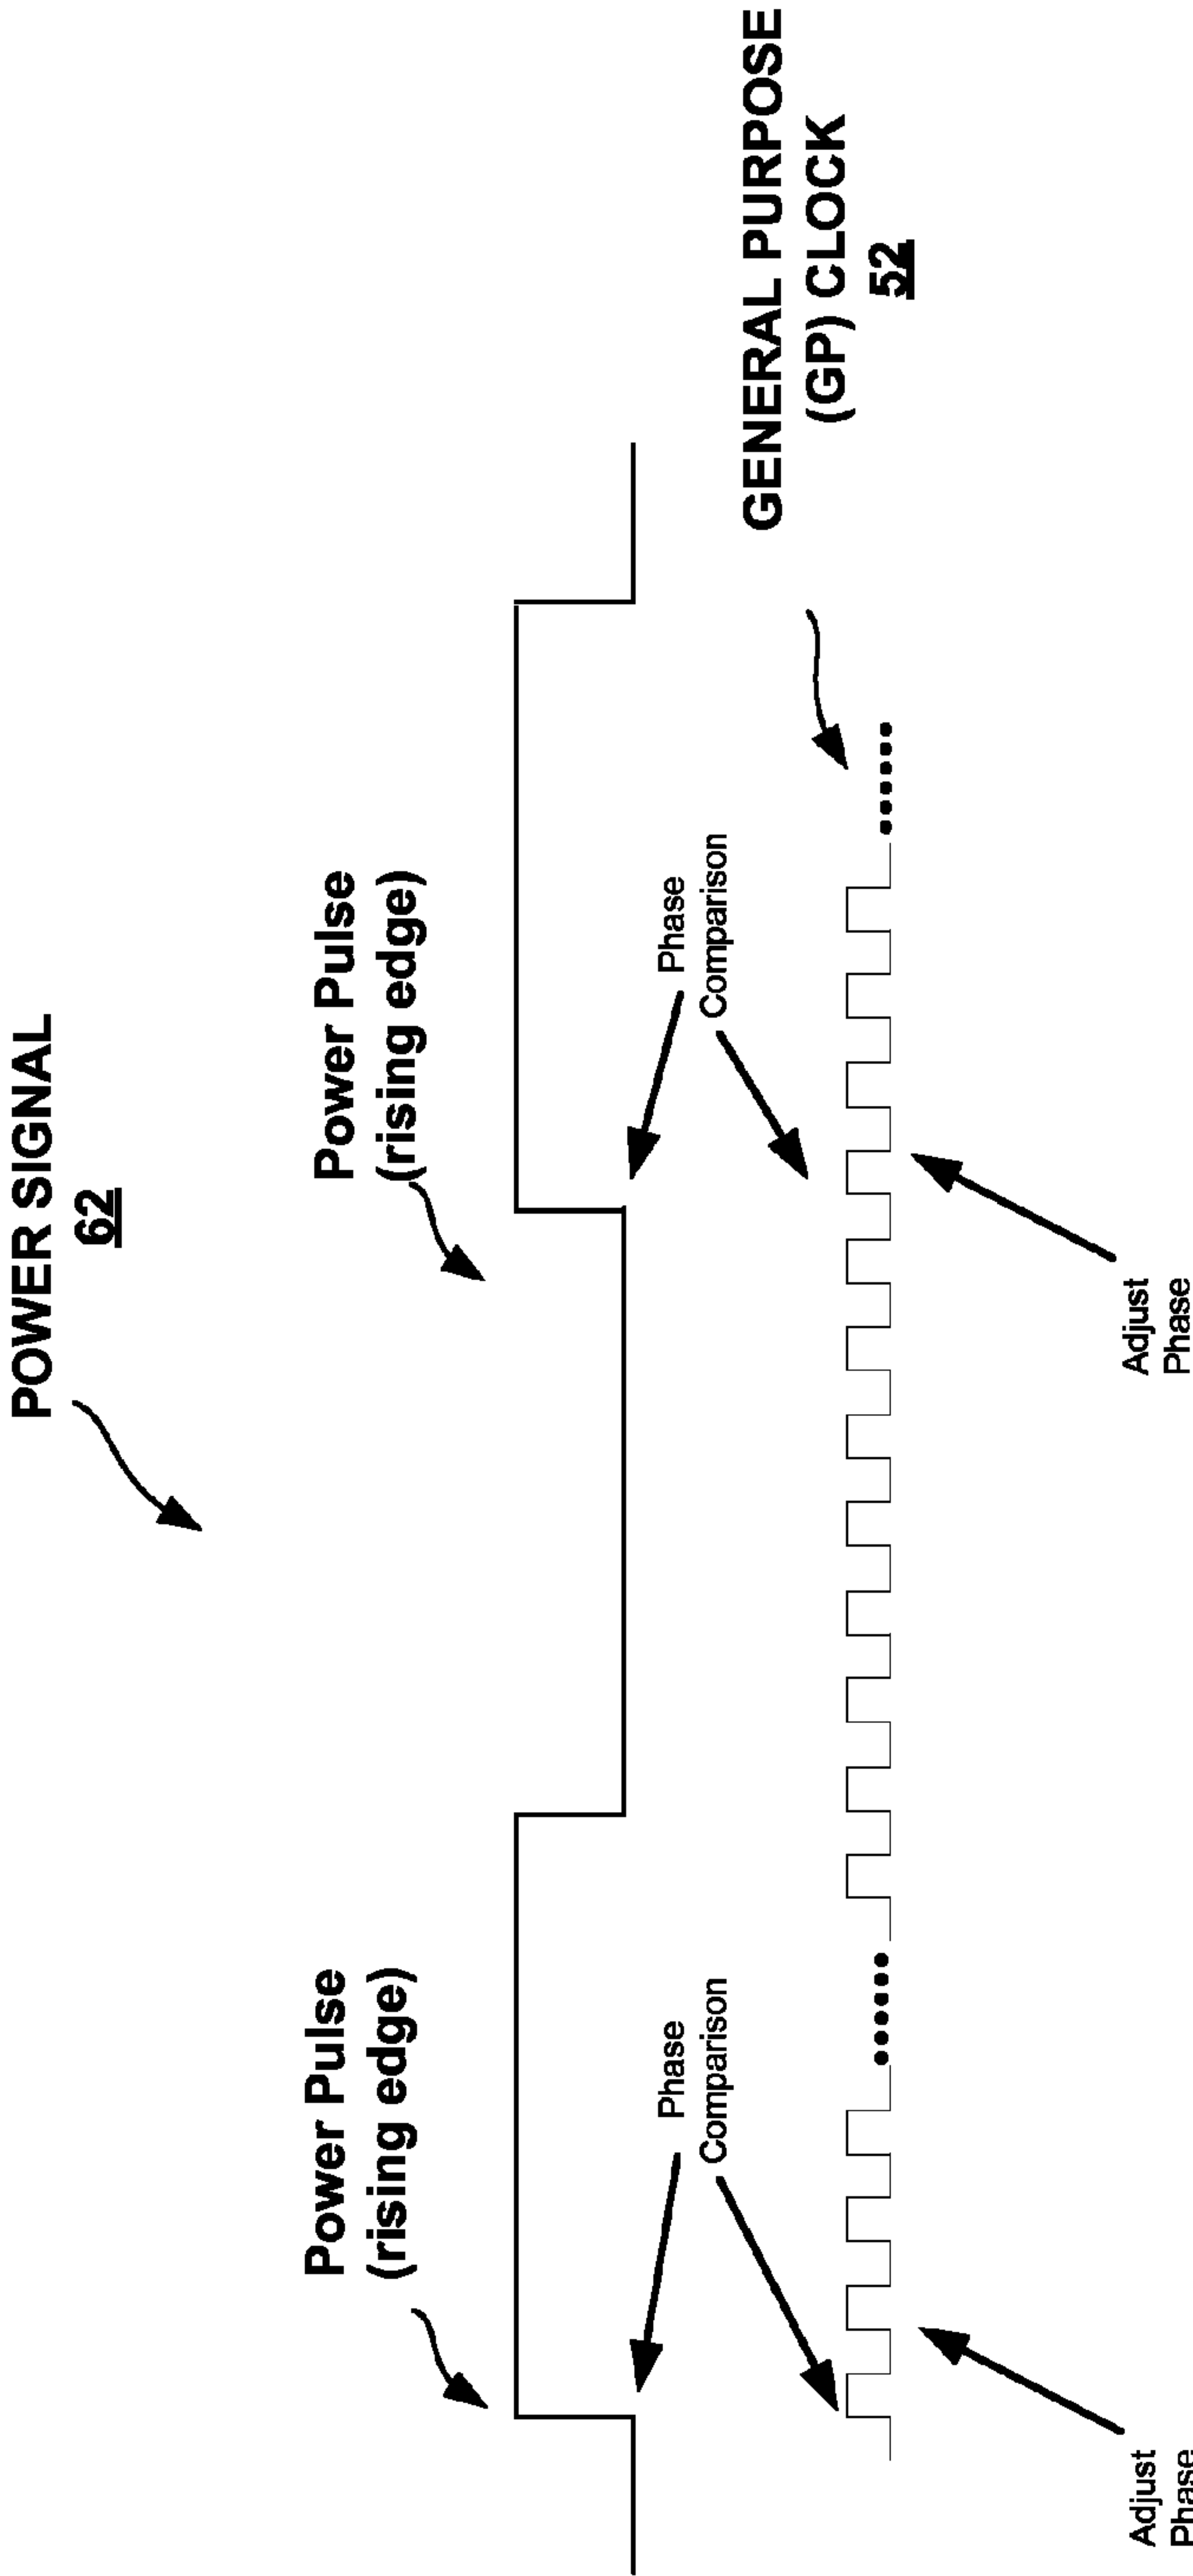 POWER SIGNAL
62
Power Pulse
(rising edge)
Power Pulse
(rising edge)
Phase
Comparison
Phase
Comparison
GENERAL PURPOSE
(GP) CLOCK
52
Adjust
Phase
Adjust
Phase